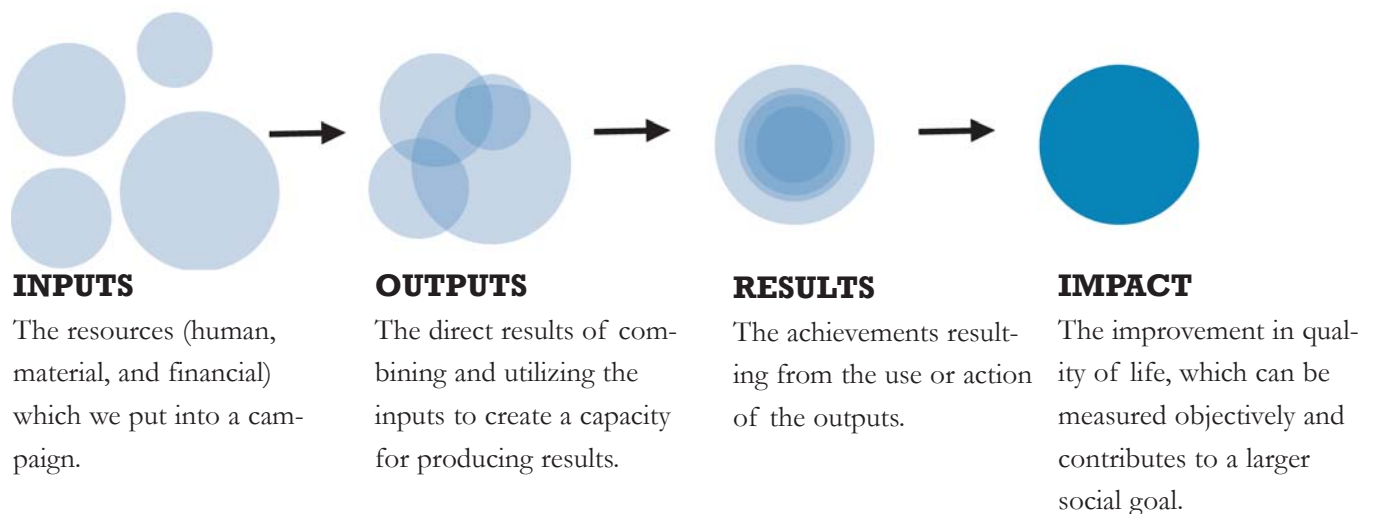 INPUTS
The resources (human,
material, and financial)
which we put into a cam-
paign.
OUTPUTS
The direct results of com-
bining and utilizing the
inputs to create a capacity
for producing results.
RESULTS
The achievements result-
ing from the use or action
of the outputs.
IMPACT
The improvement in qual-
ity of life, which can be
measured objectively and
contributes to a larger
social goal.